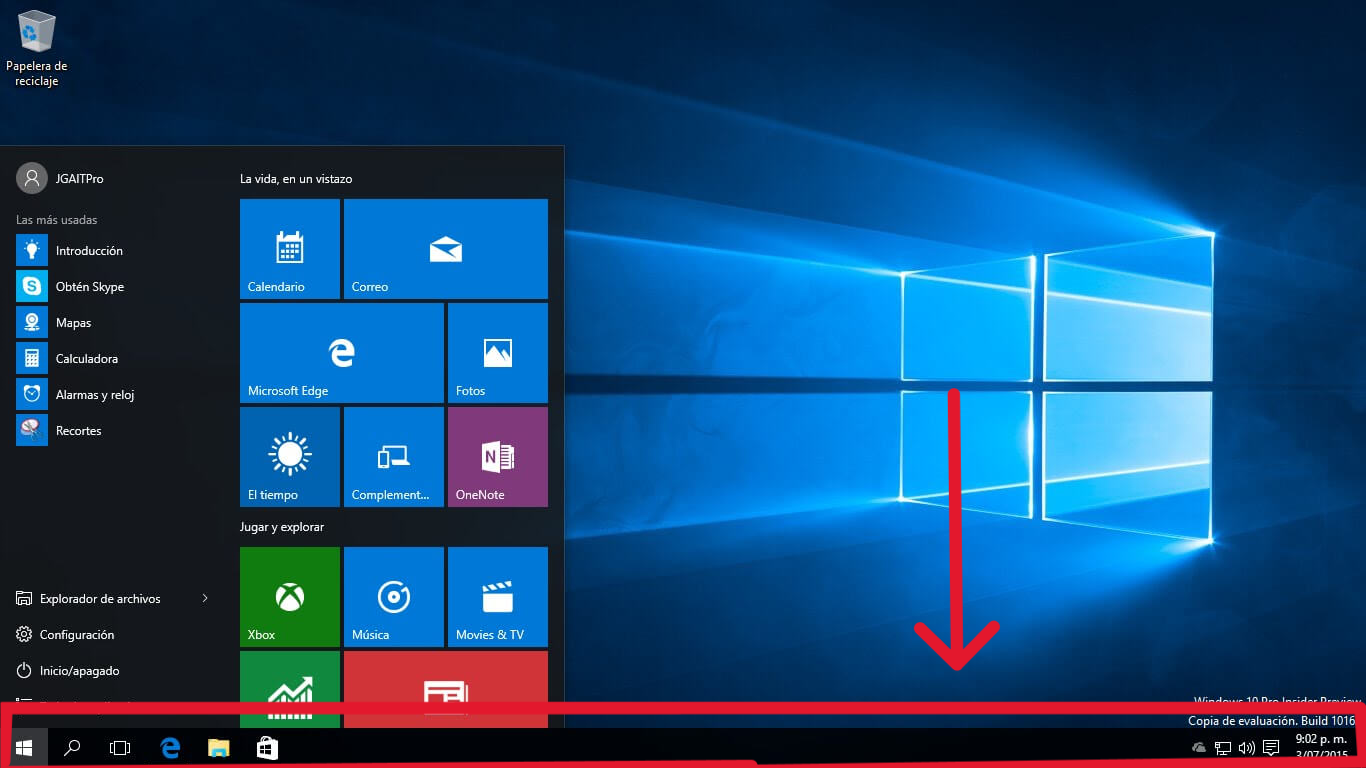 Papelera de
reciclaje
JGAITPro
Las más usadas
Introducción
Obtén Skype
Mapas
Calculadora
Alarmas y reloj
Recortes
Explorador de archivos
Configuración
Inicio/apagado
La vida, en un vistazo
Calendario
Correo
Microsoft Edge
Fotos
El tiempo
Complement...
OneNote
Jugar y explorar
Xbox
Música
Movies & TV
Windows 10 Pro Insider Preview
Copia de evaluación. Build 1016
9:02 p. m.
3/07/2015